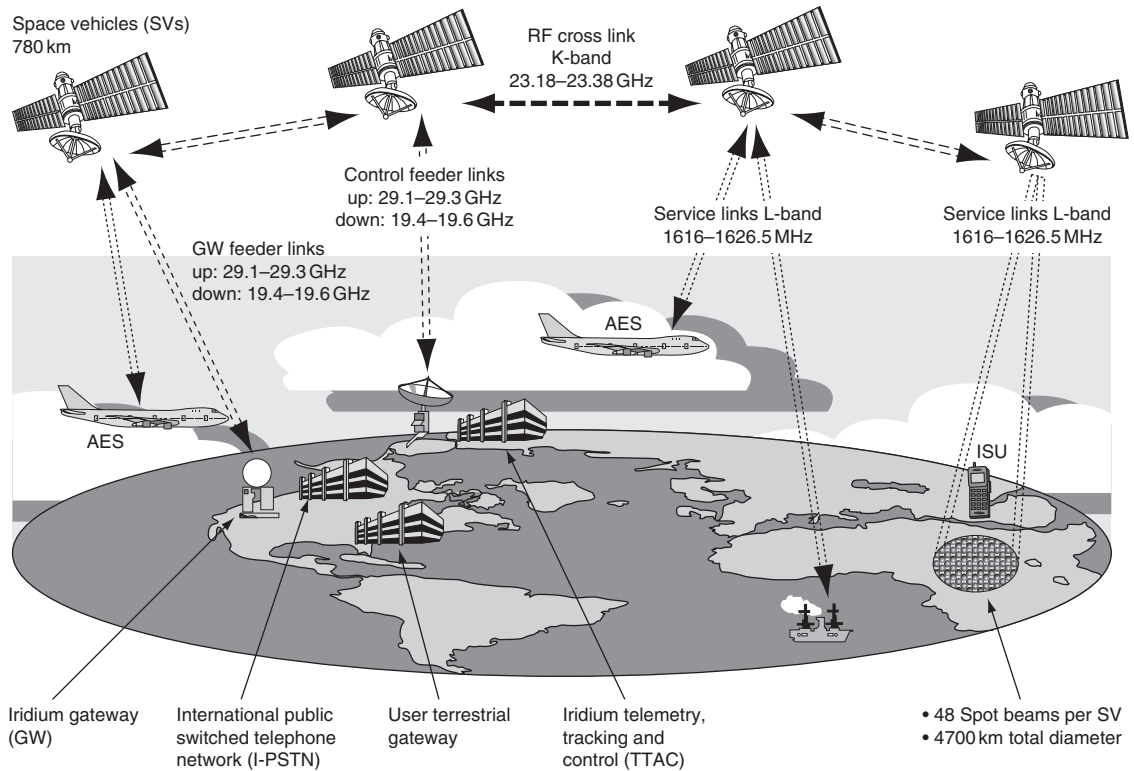 Space vehicles (SVs)
780 km
RF cross link
K-band
23.18–23.38 GHz
Control feeder links
up: 29.1–29.3 GHz
down: 19.4–19.6 GHz
Service links L-band
1616–1626.5 MHz
Service links L-band
1616–1626.5 MHz
GW feeder links
up: 29.1–29.3 GHz
down: 19.4–19.6 GHz
AES
AES
ISU
Iridium gateway
(GW)
International public
switched telephone
network (I-PSTN)
User terrestrial
gateway
Iridium telemetry,
tracking and
control (TTAC)
• 48 Spot beams per SV
• 4700 km total diameter